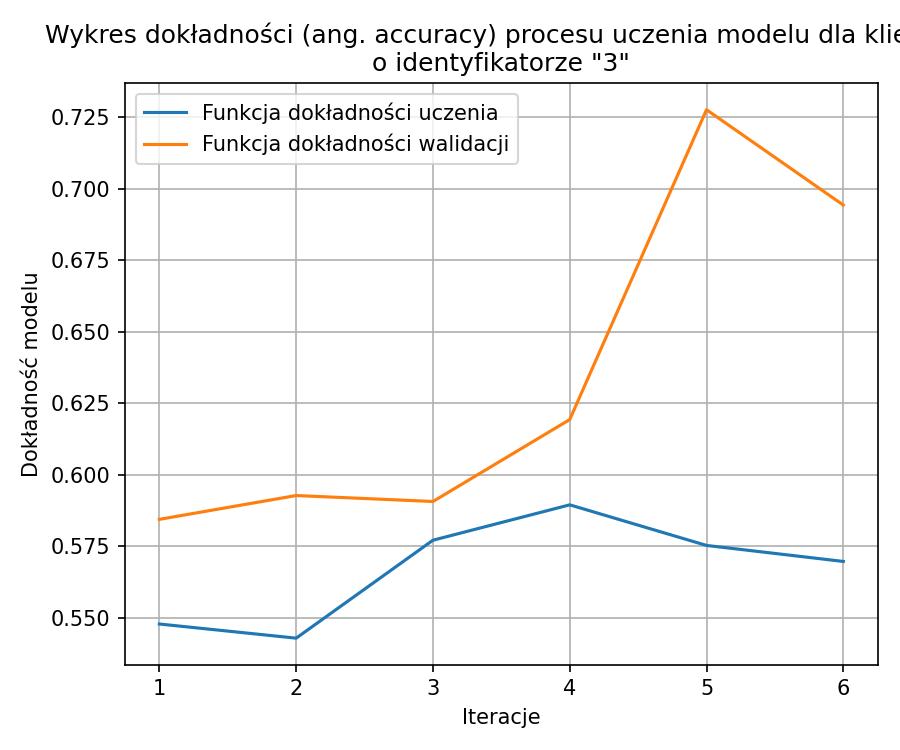 Wykres dokładności (ang. accuracy) procesu uczenia modelu dla
o identyfikatorze "3"
Funkcja dokładności uczenia
Funkcja dokładności walidacji
0.725
0.700
0.675
0.650
0.625
0.600
0.575
0.550
Dokładność modelu
1 2 3 4 5 6
Iteracje